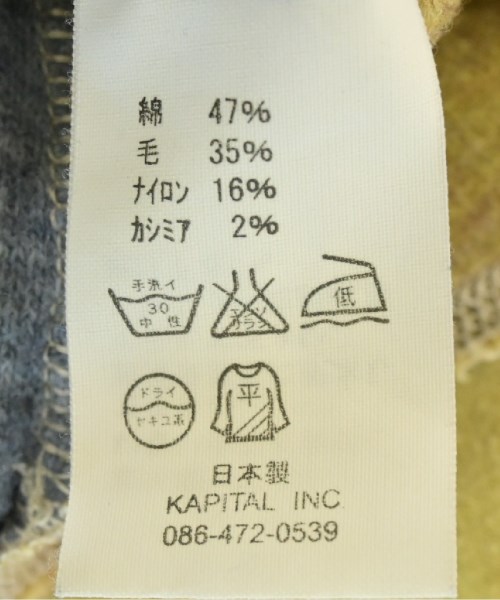 綿 47%
毛 35%
ナイロン 16%
カシミア 2%
手洗イ
30
中性
エンソ
サラシ
低
ドライ
セキユ系
平
日本製
KAPITAL INC.
086-472-0539